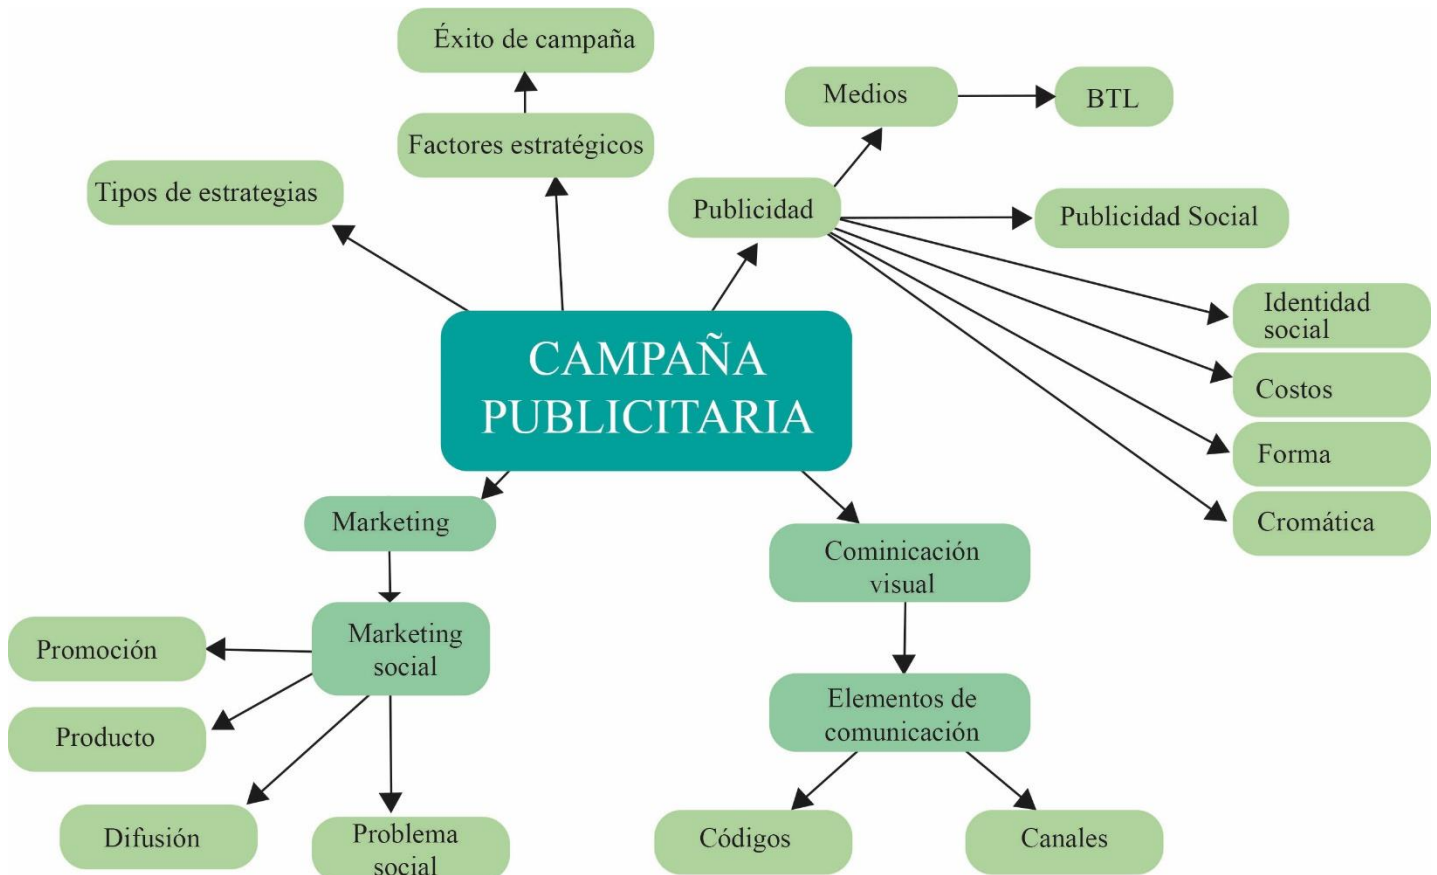 Éxito de campaña
Medios
BTL
Factores estratégicos
Tipos de estrategias
Publicidad
Publicidad Social
Identidad
social
CAMPAÑA
PUBLICITARIA
Costos
Forma
Cromática
Marketing
Cominicación
visual
Marketing
social
Promoción
Producto
Difusión
Problema
social
Elementos de
comunicación
Códigos
Canales